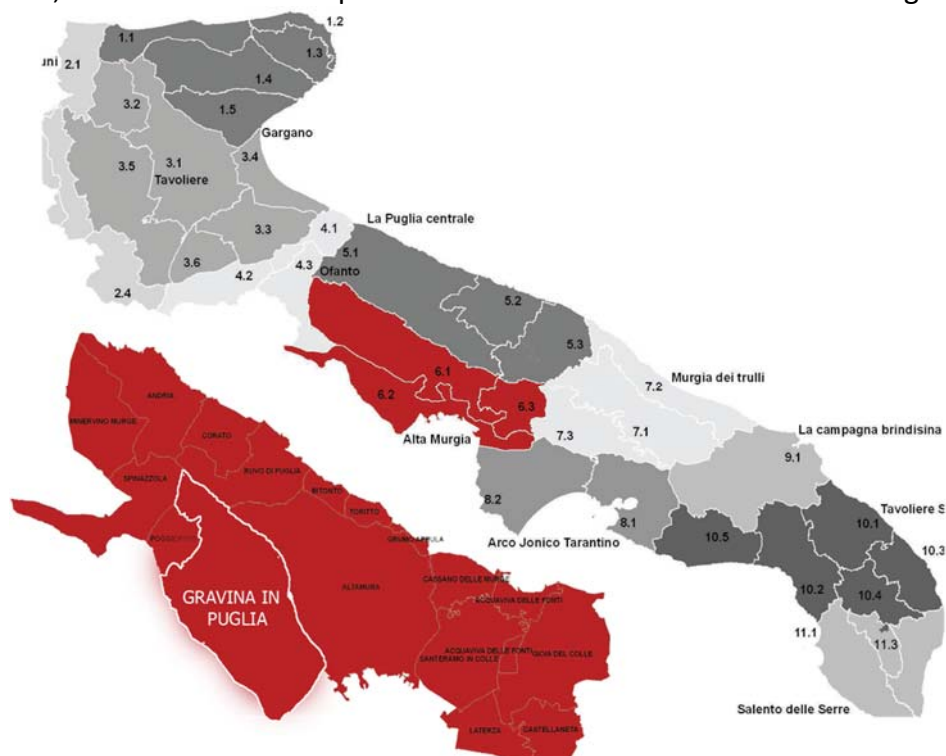 1.1
1.2
1.3
uni
2.1
1.4
3.2
1.5
Gargano
3.4
3.5
3.1
Tavoliere
La Puglia centrale
3.3
4.1
5.1
3.6
4.2
4.3
Ofanto
2.4
5.2
5.3
6.1
7.2
Murgia dei trulli
6.2
6.3
Alta Murgia
7.3
7.1
La campagna brindisina
9.1
8.2
8.1
Arco Jonico Tarantino
10.5
Tavoliere S
10.1
10.3
10.2
10.4
11.1
11.3
Salento delle Serre
ANDRIA
MINERVINO MURGE
CORATO
RUVO DI PUGLIA
SPINAZZOLA
BITONTO
TORITTO
GRUMO APPULA
ALTAMURA
CASSANO DELLE MURGE
ACQUAVIVA DELLE FONTI
GRAVINA IN
PUGLIA
ACQUAVIVA DELLE FONTI
SANTERAMO IN COLLE
GIOIA DEL COLLE
LATERZA
CASTELLANETA